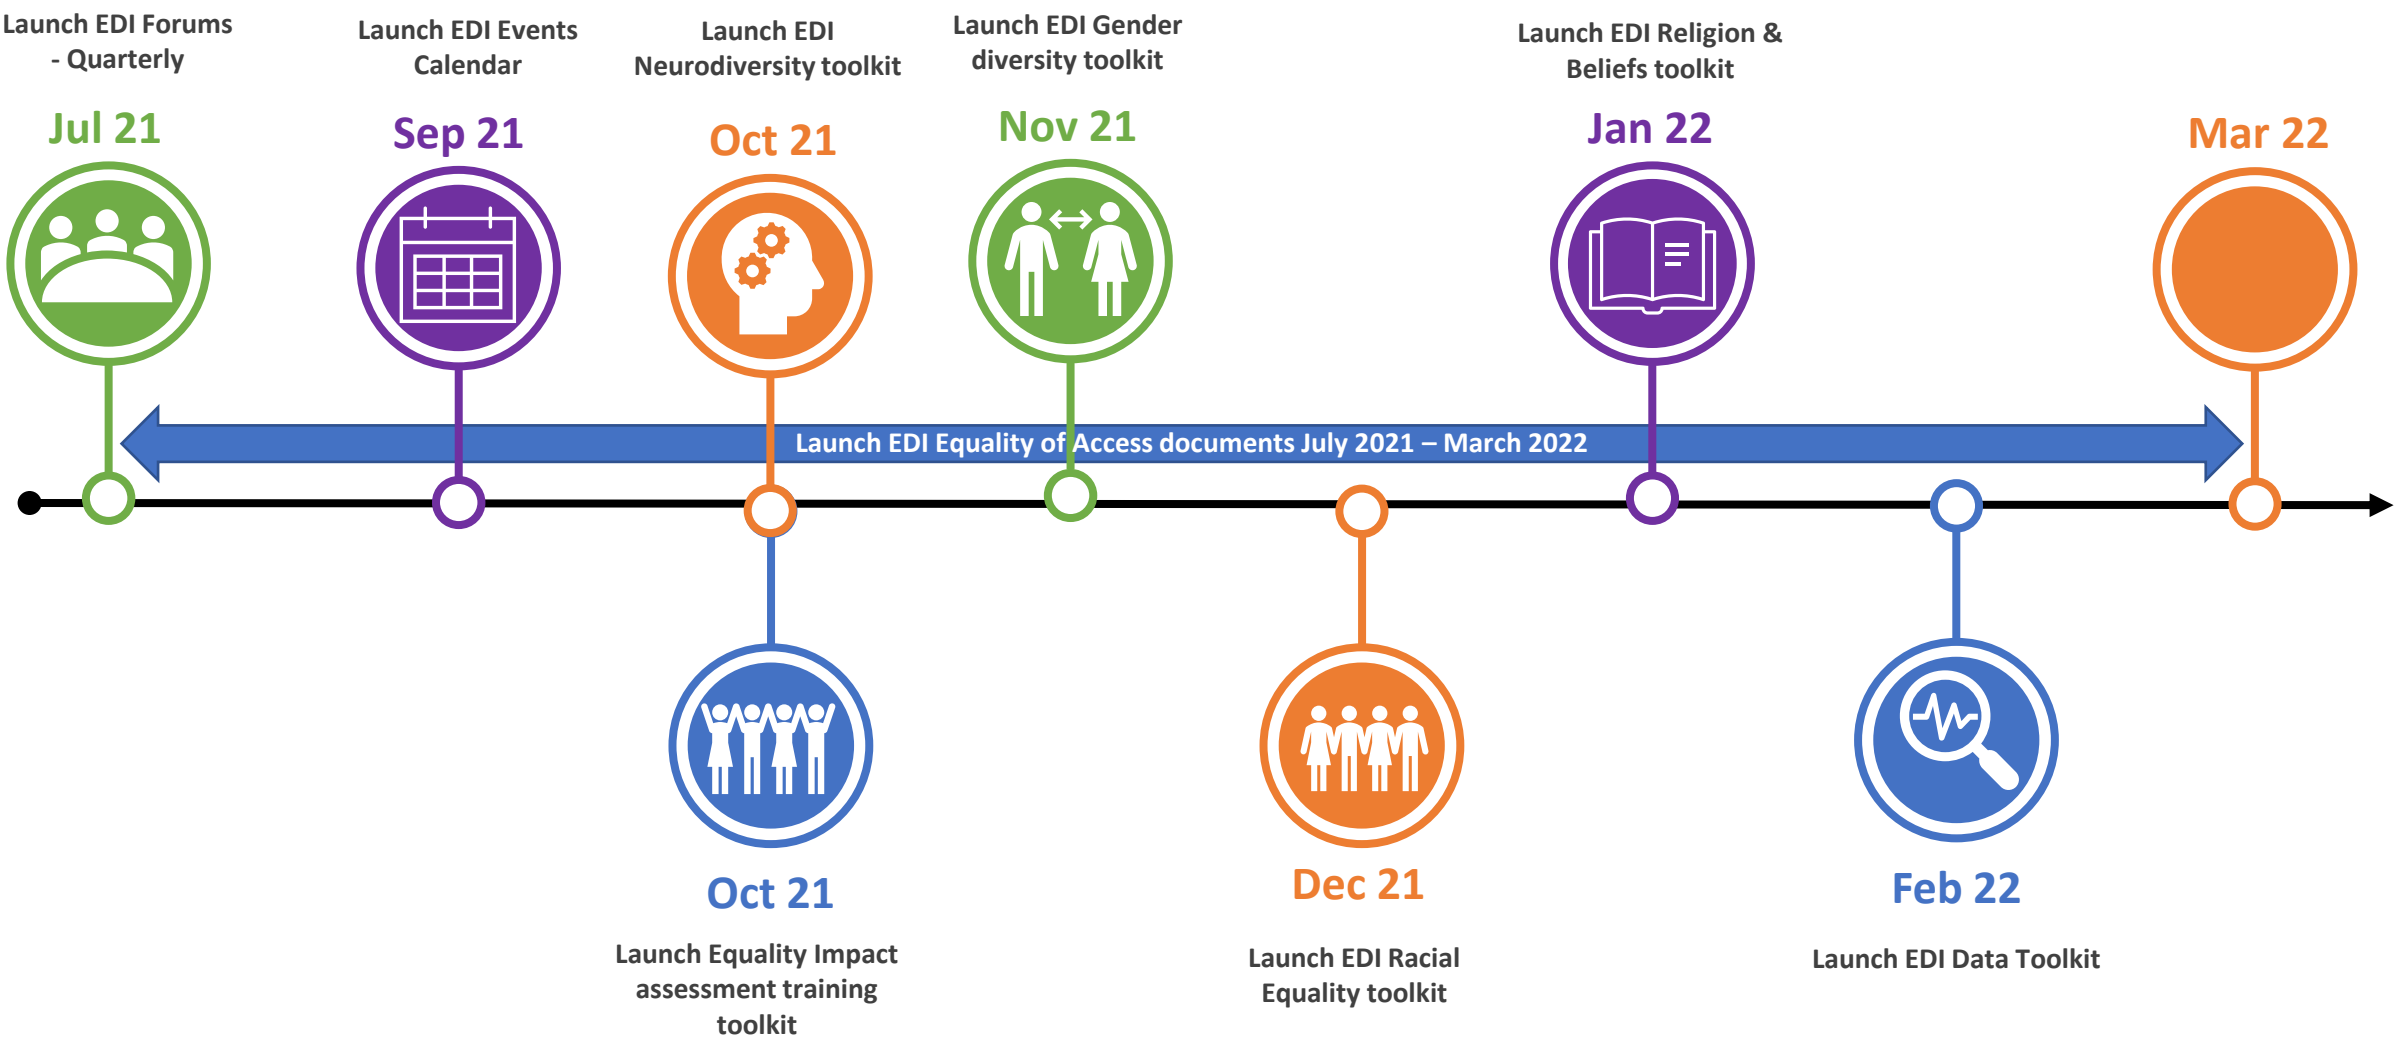 Launch EDI Forums
- Quarterly
Jul 21
Launch EDI Events
Calendar
Sep 21
Launch EDI
Neurodiversity toolkit
Oct 21
Launch EDI Gender
diversity toolkit
Nov 21
Launch EDI Religion &
Beliefs toolkit
Jan 22
Mar 22
Launch EDI Equality of Access documents July 2021 – March 2022
Oct 21
Launch Equality Impact
assessment training
toolkit
Dec 21
Launch EDI Racial
Equality toolkit
Feb 22
Launch EDI Data Toolkit